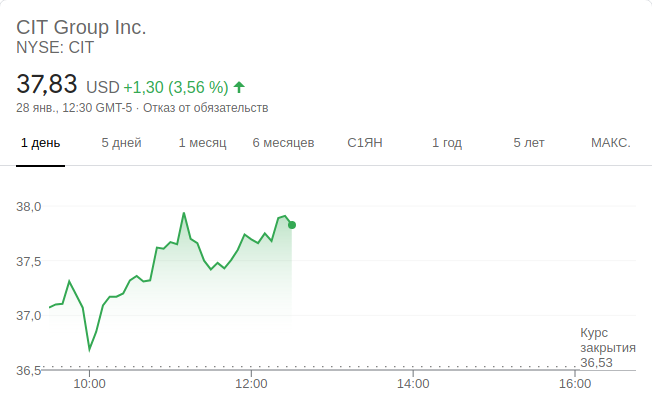 CIT Group Inc.
NYSE: CIT
37,83 USD +1,30 (3,56 %)
28 янв., 12:30 GMT-5 · Отказ от обязательств
1 день 5 дней 1 месяц 6 месяцев С1ЯН 1 год 5 лет МАКС.
38,0
37,5
37,0
Курс
закрытия
36,53
36,5
10:00 12:00 14:00 16:00